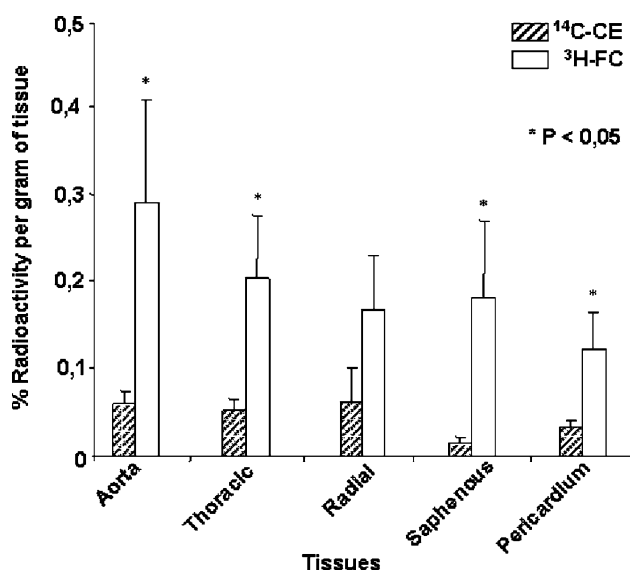 0,5
0,4
0,3
0,2
0,1
0
% Radioactivity per gram of tissue
¹⁴C-CE
³H-FC
* P < 0,05
*
*
*
*
Aorta
Thoracic
Radial
Saphenous
Pericardium
Tissues